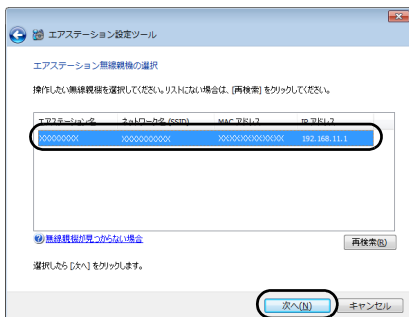 エアステーション設定ツール
エアステーション無線親機の選択
操作したい無線親機を選択してください。リストにない場合は、[再検索]をクリックしてください。
エアステーション名 ネットワーク名 (SSID) MAC アドレス IP アドレス
XXXXXXXX XXXXXXXXXX XXXXXXXXXXXXX 192.168.11.1
無線親機が見つからない場合
再検索(R)
選択したら [次へ] をクリックします。
次へ(N) キャンセル